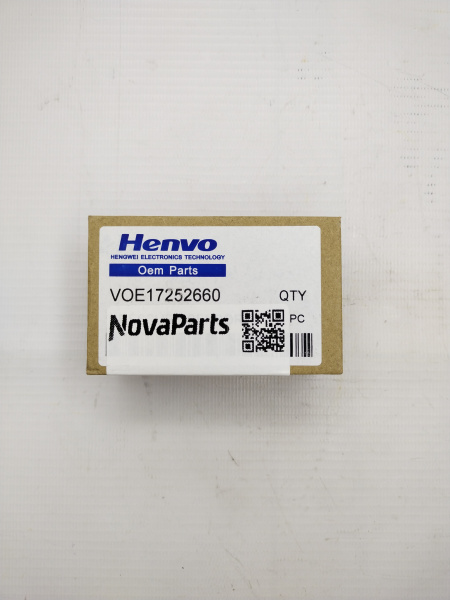 Henvo
HENGWEI ELECTRONICS TECHNOLOGY
Oem Parts
VOE17252660 QTY
NovaParts PC